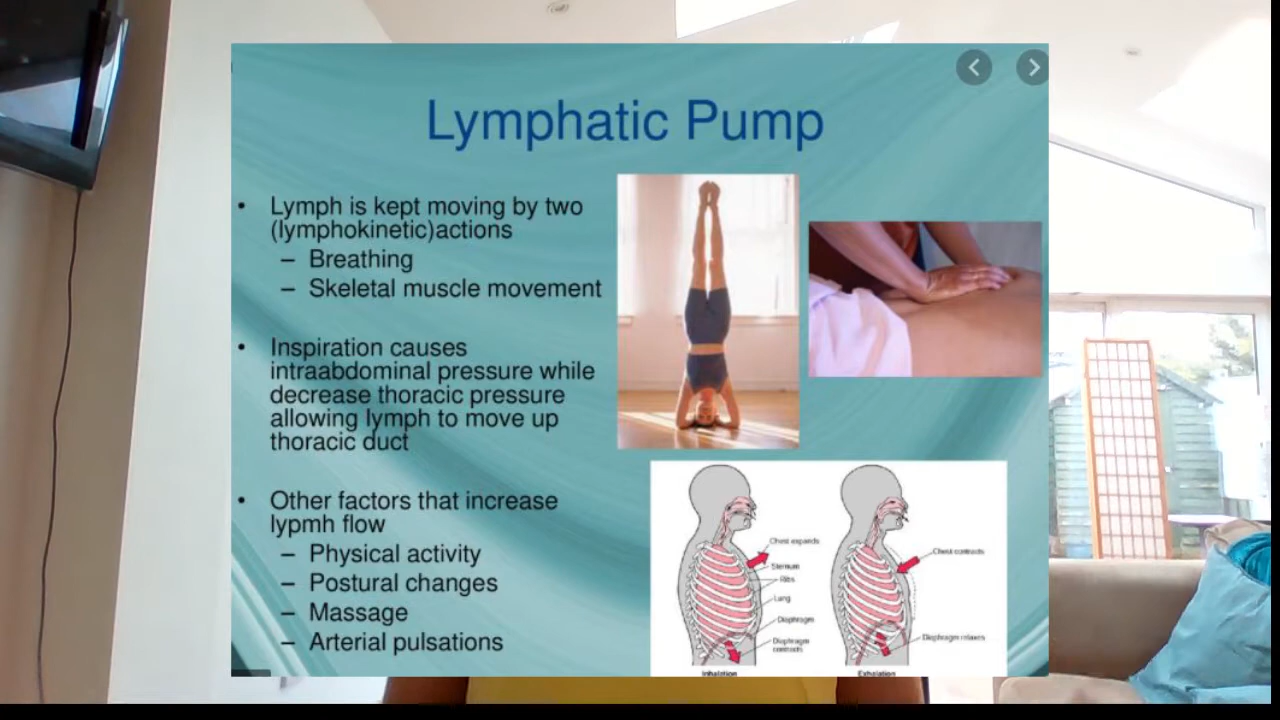 Lymphatic Pump
• Lymph is kept moving by two
(lymphokinetic)actions
– Breathing
– Skeletal muscle movement
• Inspiration causes
intraabdominal pressure while
decrease thoracic pressure
allowing lymph to move up
thoracic duct
• Other factors that increase
lypmh flow
– Physical activity
– Postural changes
– Massage
– Arterial pulsations
Chest expands
Sternum
Ribs
Lung
Diaphragm
Diaphragm
contracts
Inhalation
Chest contracts
Diaphragm relaxes
Exhalation